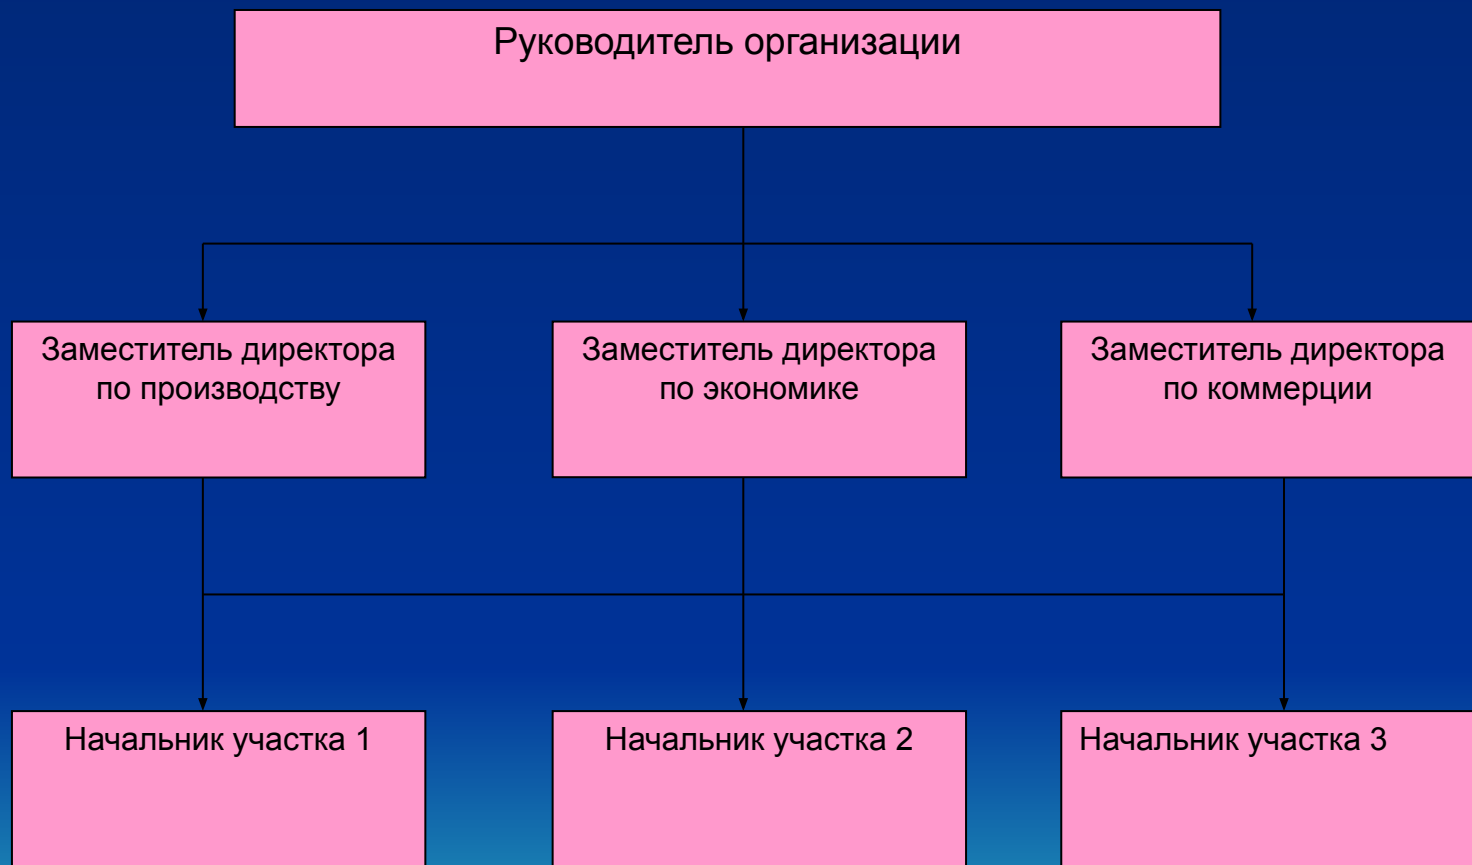 Руководитель организации
Заместитель директора
по производству
Заместитель директора
по экономике
Заместитель директора
по коммерции
Начальник участка 1
Начальник участка 2
Начальник участка 3